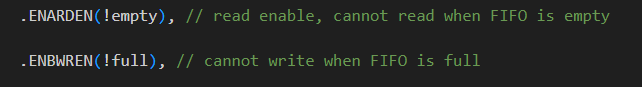 .ENARDEN(!empty), // read enable, cannot read when FIFO is empty
.ENBWREN(!full), // cannot write when FIFO is full